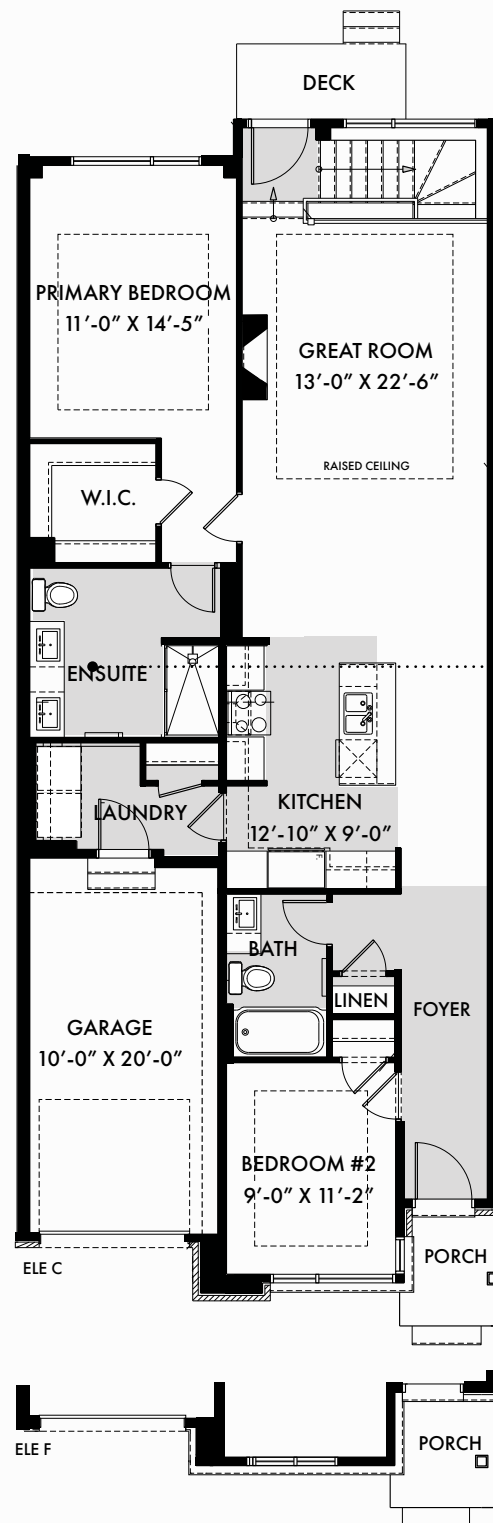 DECK
PRIMARY BEDROOM
11'-0" X 14'-5"
GREAT ROOM
13'-0" X 22'-6"
RAISED CEILING
W.I.C.
ENSUITE
LAUNDRY
KITCHEN
12'-10" X 9'-0"
F.
BATH
LINEN
FOYER
GARAGE
10'-0" X 20'-0"
BEDROOM #2
9'-0" X 11'-2"
PORCH
ELE C
PORCH
ELE F